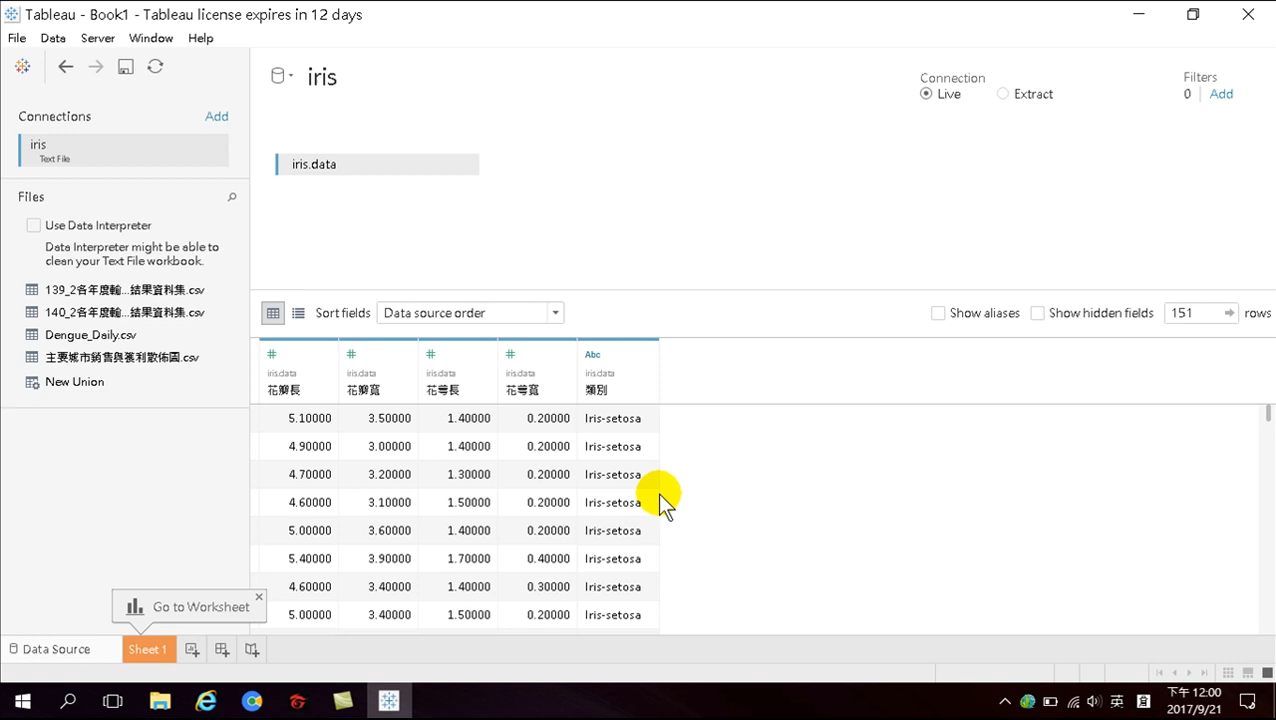 Tableau - Book1 - Tableau license expires in 12 days
File Data Server Window Help
Connections Add
iris
Text File
Files
Use Data Interpreter
Data Interpreter might be able to
clean your Text File workbook.
139_2各年度輸...結果資料集.csv
140_2各年度輸...結果資料集.csv
Dengue_Daily.csv
主要城市銷售與獲利散佈圖.csv
New Union
iris
Connection
Live Extract
Filters
0 Add
iris.data
Sort fields Data source order
Show aliases Show hidden fields 151 rows
# # # # Abc
iris.data iris.data iris.data iris.data iris.data
花瓣長 花瓣寬 花萼長 花萼寬 類別
5.10000 3.50000 1.40000 0.20000 Iris-setosa
4.90000 3.00000 1.40000 0.20000 Iris-setosa
4.70000 3.20000 1.30000 0.20000 Iris-setosa
4.60000 3.10000 1.50000 0.20000 Iris-setosa
5.00000 3.60000 1.40000 0.20000 Iris-setosa
5.40000 3.90000 1.70000 0.40000 Iris-setosa
4.60000 3.40000 1.40000 0.30000 Iris-setosa
5.00000 3.40000 1.50000 0.20000 Iris-setosa
Go to Worksheet
Data Source Sheet 1
英
下午 12:00
2017/9/21